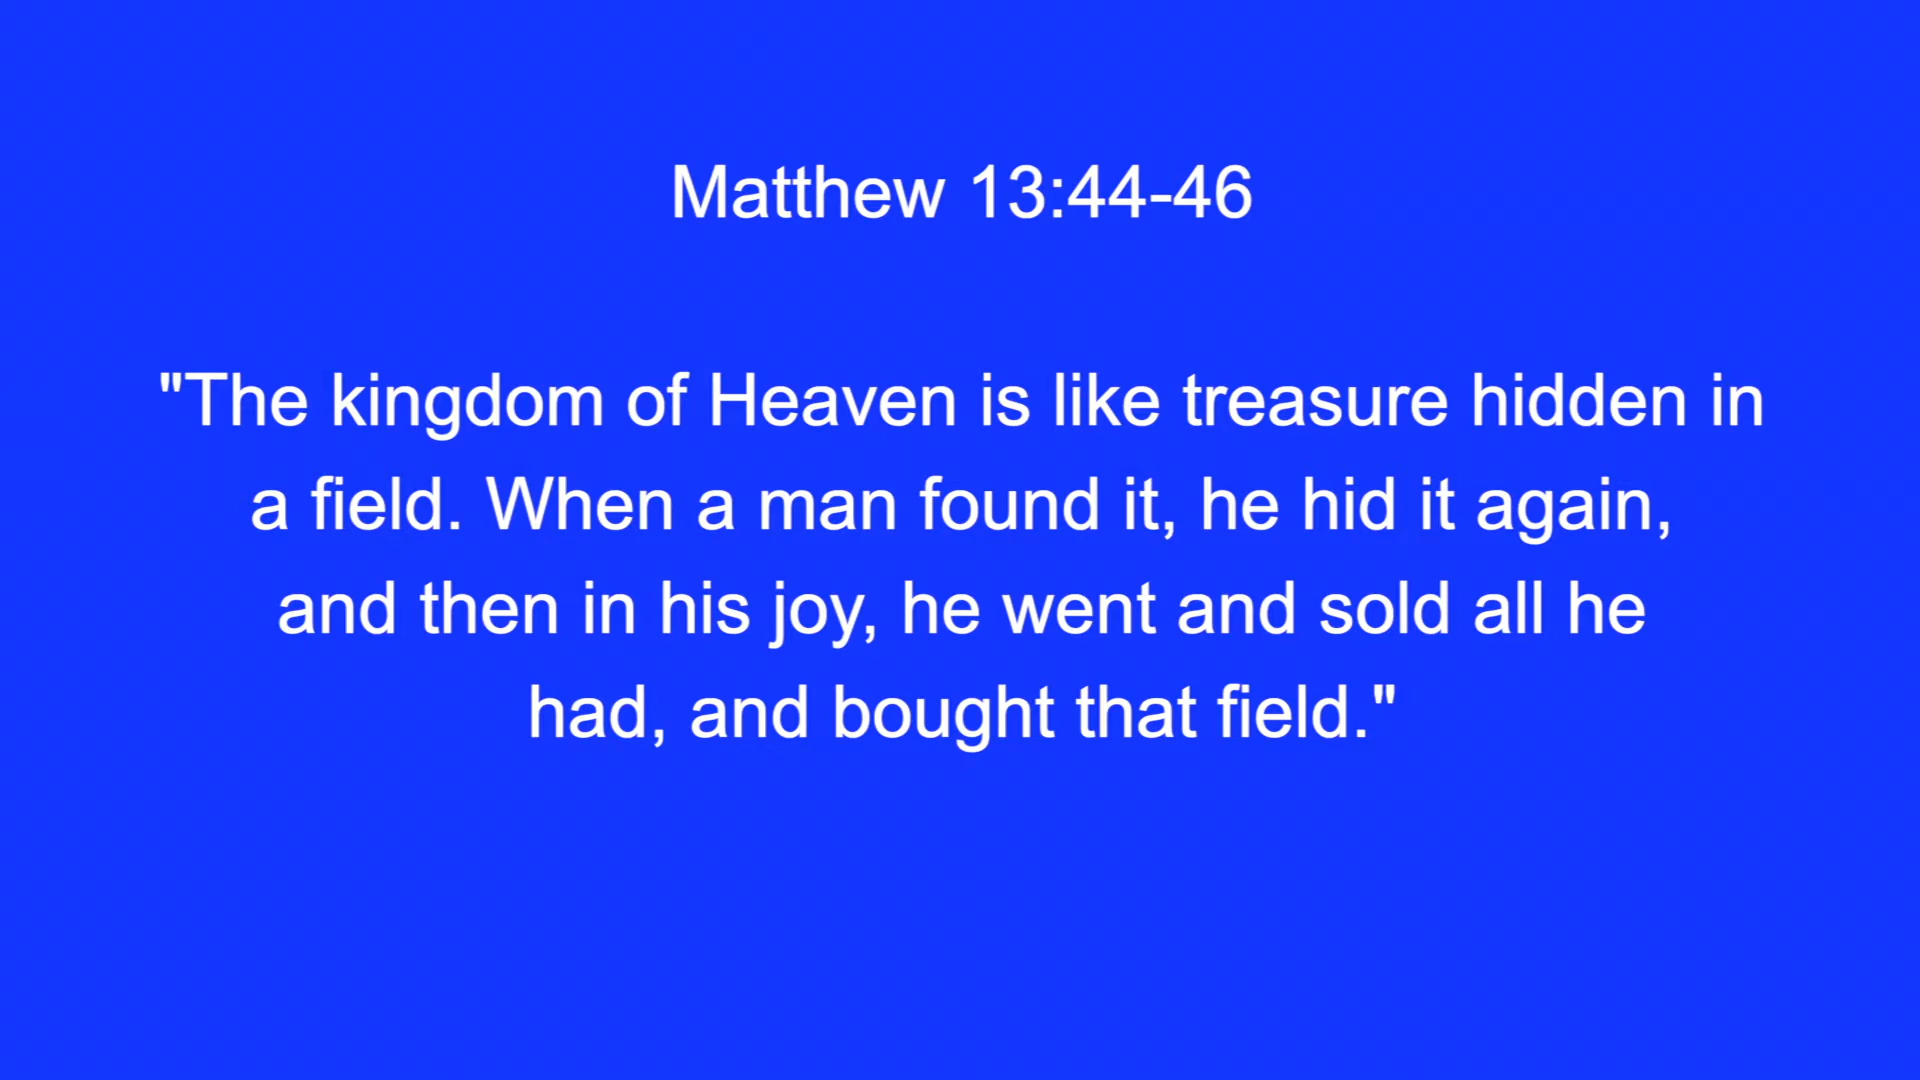 Matthew 13:44-46
"The kingdom of Heaven is like treasure hidden in
a field. When a man found it, he hid it again,
and then in his joy, he went and sold all he
had, and bought that field."